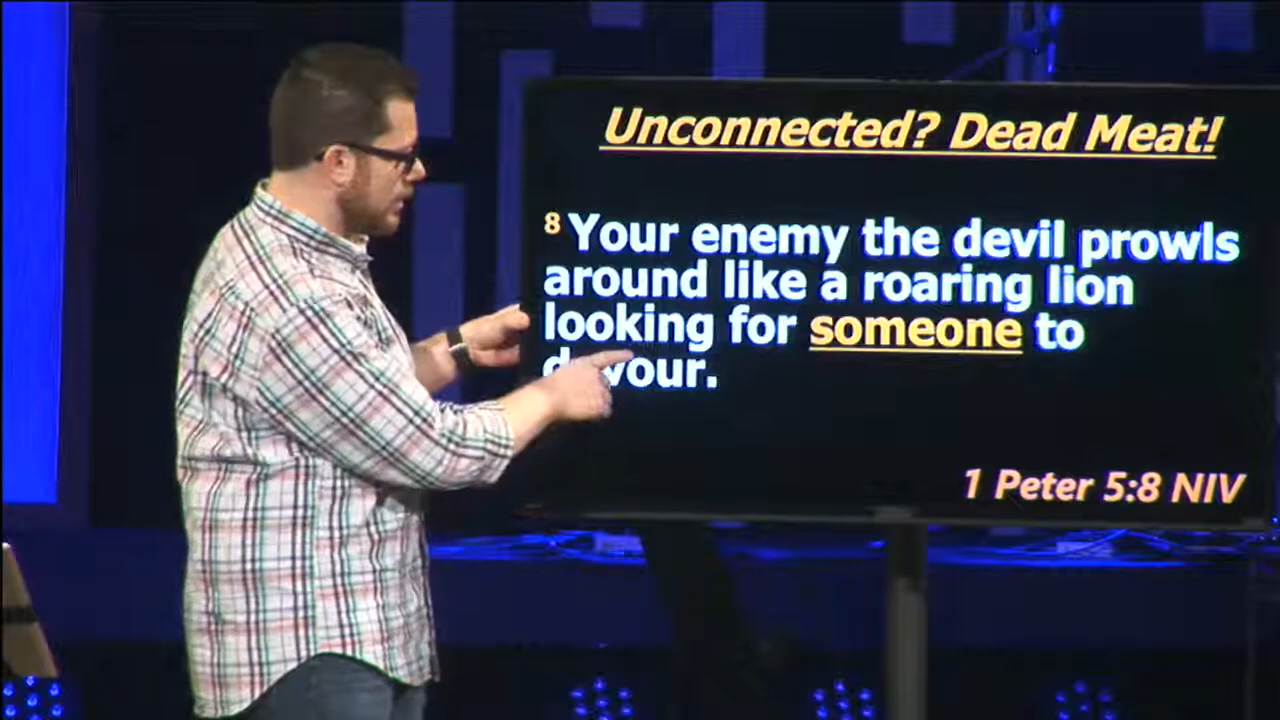 Unconnected? Dead Meat!
8 Your enemy the devil prowls
around like a roaring lion
looking for someone to
devour.
1 Peter 5:8 NIV